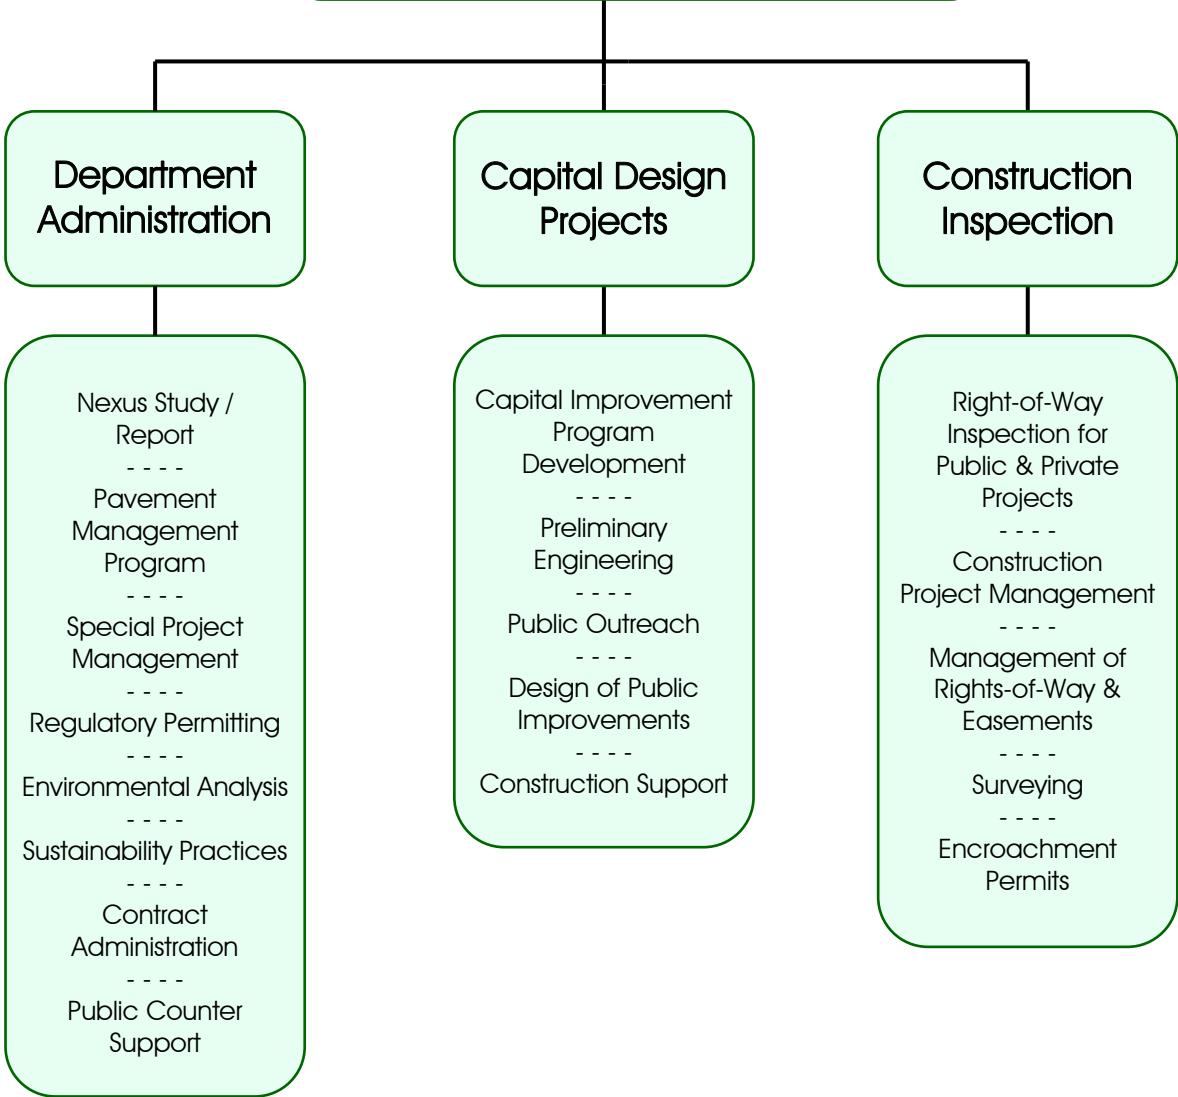 Department
Administration
Nexus Study /
Report
- - - -
Pavement
Management
Program
- - - -
Special Project
Management
- - - -
Regulatory Permitting
- - - -
Environmental Analysis
- - - -
Sustainability Practices
- - - -
Contract
Administration
- - - -
Public Counter
Support
Capital Design
Projects
Capital Improvement
Program
Development
- - - -
Preliminary
Engineering
- - - -
Public Outreach
- - - -
Design of Public
Improvements
- - - -
Construction Support
Construction
Inspection
Right-of-Way
Inspection for
Public & Private
Projects
- - - -
Construction
Project Management
- - - -
Management of
Rights-of-Way &
Easements
- - - -
Surveying
- - - -
Encroachment
Permits